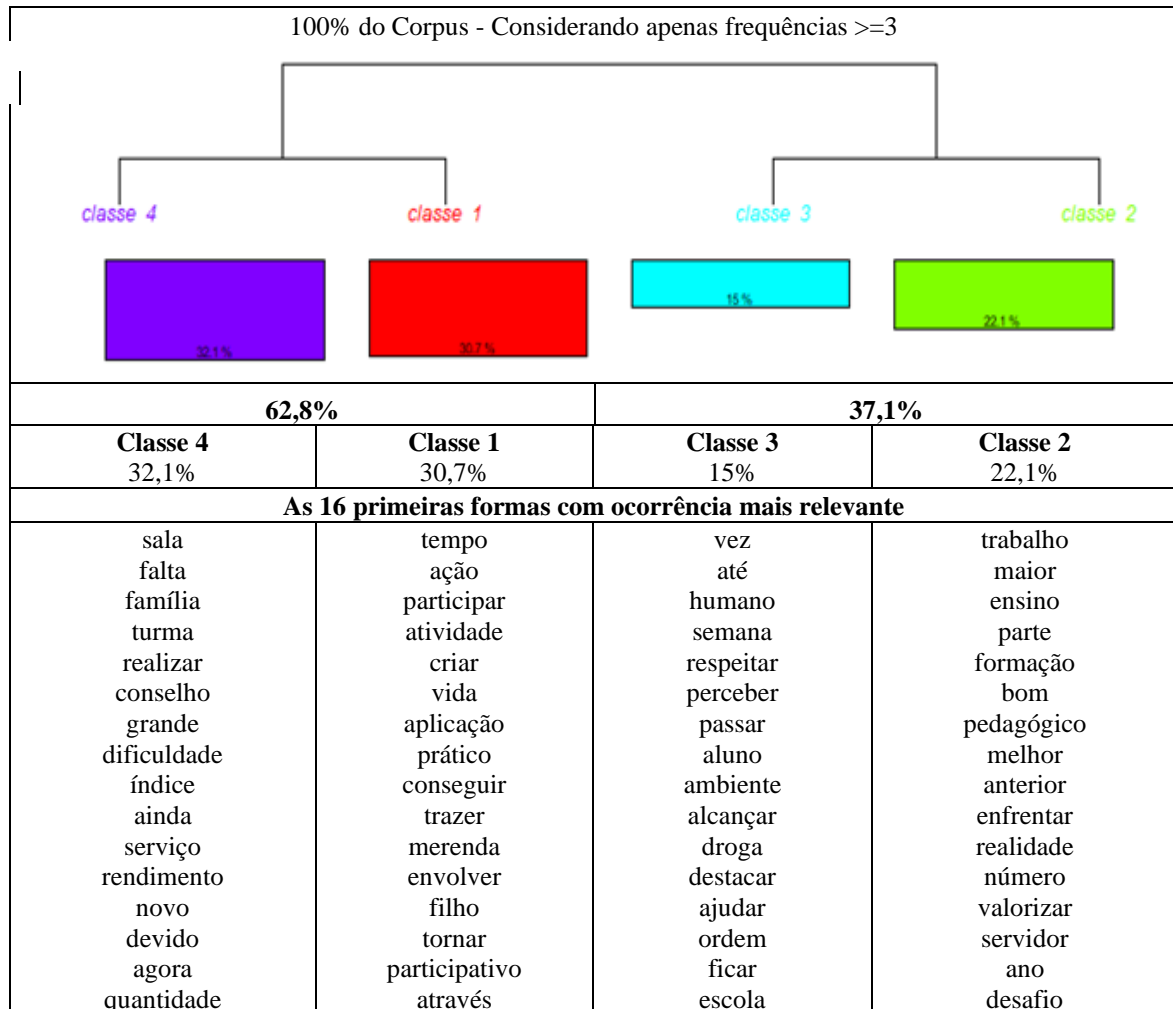 100% do Corpus - Considerando apenas frequências >=3
classe 4 classe 1 classe 3 classe 2
32,1 % 30,7 % 15 % 22,1 %
62,8% 37,1%
Classe 4 Classe 1 Classe 3 Classe 2
32,1% 30,7% 15% 22,1%
As 16 primeiras formas com ocorrência mais relevante
sala tempo vez trabalho
falta ação até maior
família participar humano ensino
turma atividade semana parte
realizar criar respeitar formação
conselho vida perceber bom
grande aplicação passar pedagógico
dificuldade prático aluno melhor
índice conseguir ambiente anterior
ainda trazer alcançar enfrentar
serviço merenda droga realidade
rendimento envolver destacar número
novo filho ajudar valorizar
devido tornar ordem servidor
agora participativo ficar ano
quantidade através escola desafio